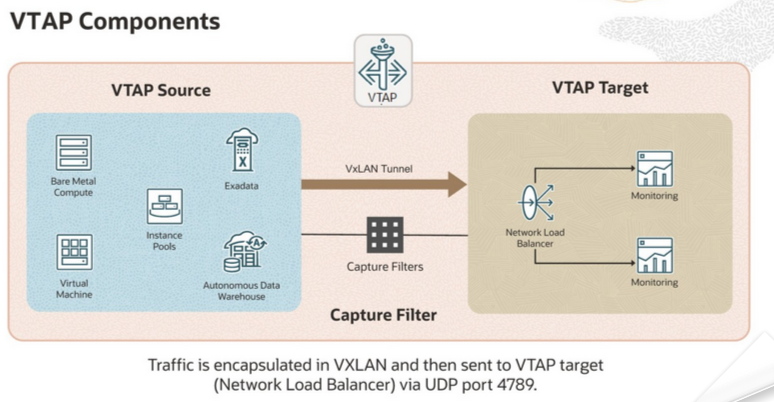 VTAP Components
VTAP
VTAP Source
VTAP Target
Bare Metal
Compute
Exadata
Instance
Pools
Virtual
Machine
Autonomous Data
Warehouse
VxLAN Tunnel
Capture Filters
Capture Filter
Network Load
Balancer
Monitoring
Monitoring
Traffic is encapsulated in VXLAN and then sent to VTAP target
(Network Load Balancer) via UDP port 4789.